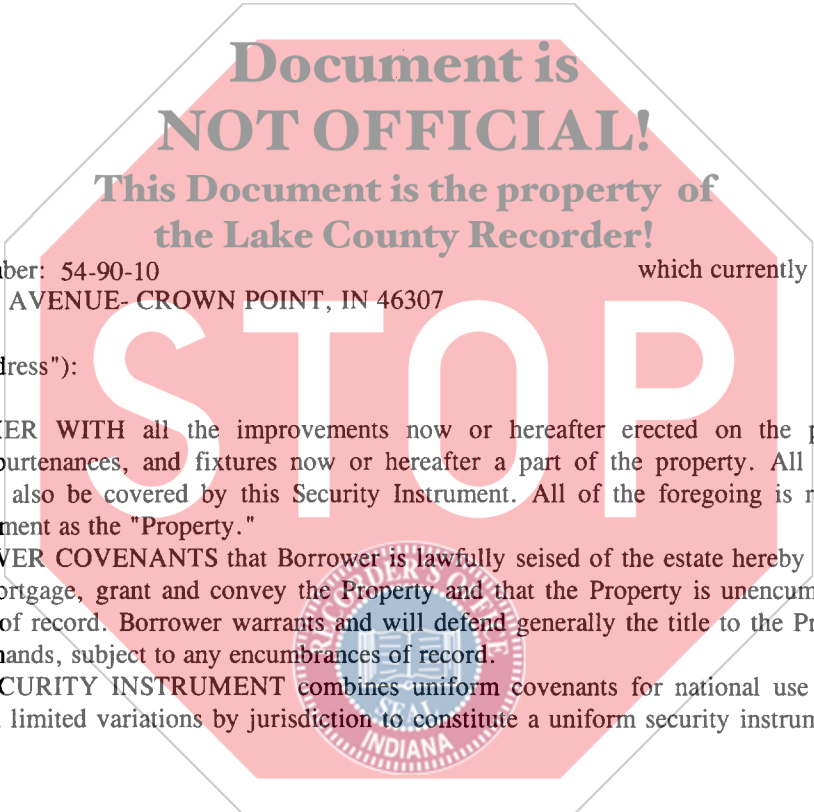 Document is
NOT OFFICIAL!
This Document is the property of
the Lake County Recorder!
ber: 54-90-10 which currently
AVENUE- CROWN POINT, IN 46307
dress"):
ER WITH all the improvements now or hereafter erected on the p
purtenances, and fixtures now or hereafter a part of the property. All
also be covered by this Security Instrument. All of the foregoing is r
ment as the "Property."
VER COVENANTS that Borrower is lawfully seised of the estate hereby
ortgage, grant and convey the Property and that the Property is unencum
of record. Borrower warrants and will defend generally the title to the Pr
ands, subject to any encumbrances of record.
CURITY INSTRUMENT combines uniform covenants for national use
limited variations by jurisdiction to constitute a uniform security instrum
STOP
RECORDER'S OFFICE
SEAL
INDIANA